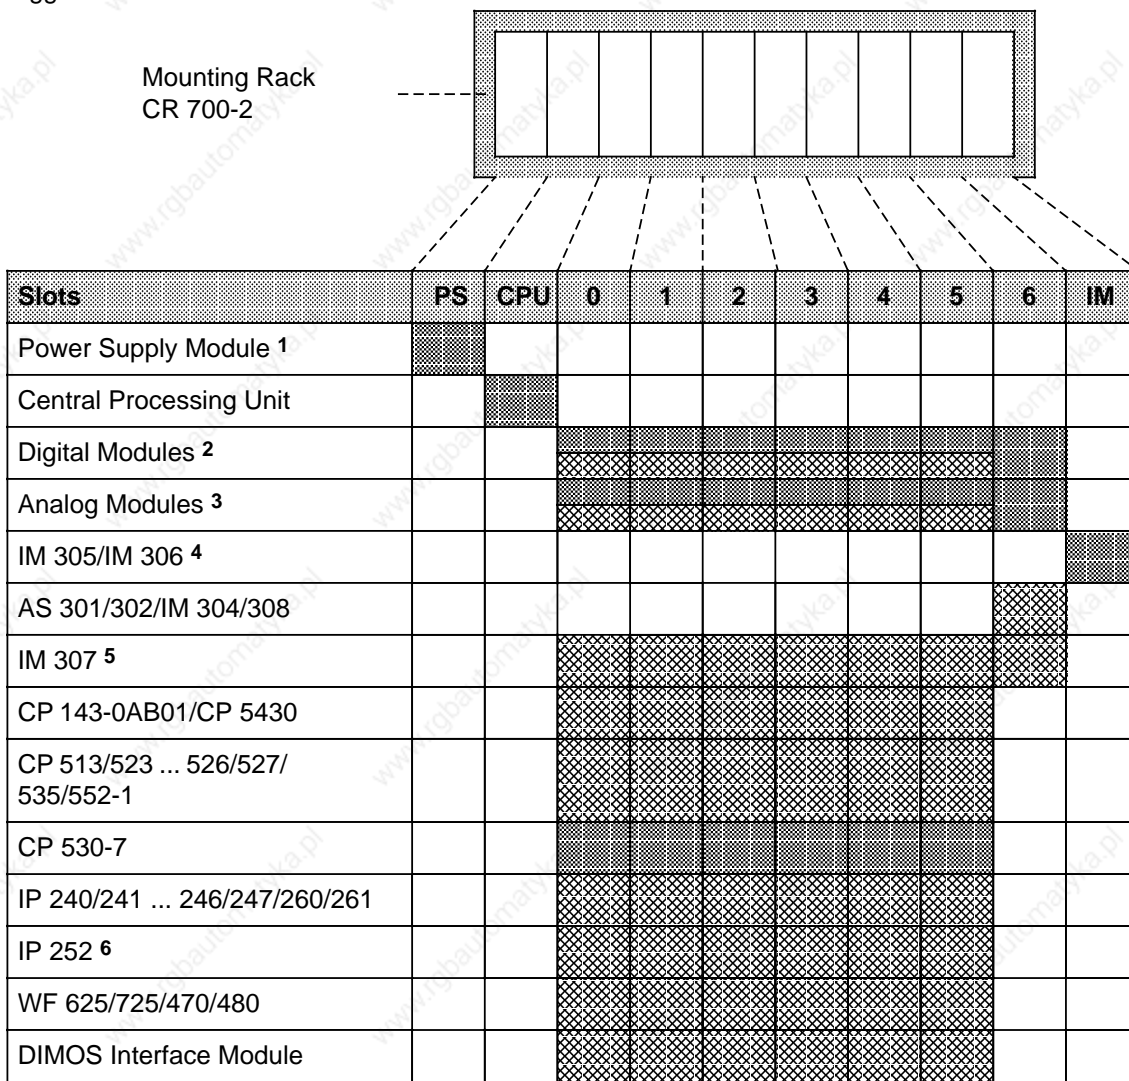 Mounting Rack
CR 700-2
Slots PS CPU 0 1 2 3 4 5 6 IM
Power Supply Module 1
Central Processing Unit
Digital Modules 2
Analog Modules 3
IM 305/IM 306 4
AS 301/302/IM 304/308
IM 307 5
CP 143-0AB01/CP 5430
CP 513/523 ... 526/527/
535/552-1
CP 530-7
IP 240/241 ... 246/247/260/261
IP 252 6
WF 625/725/470/480
DIMOS Interface Module
www.rgbautomatyka.pl